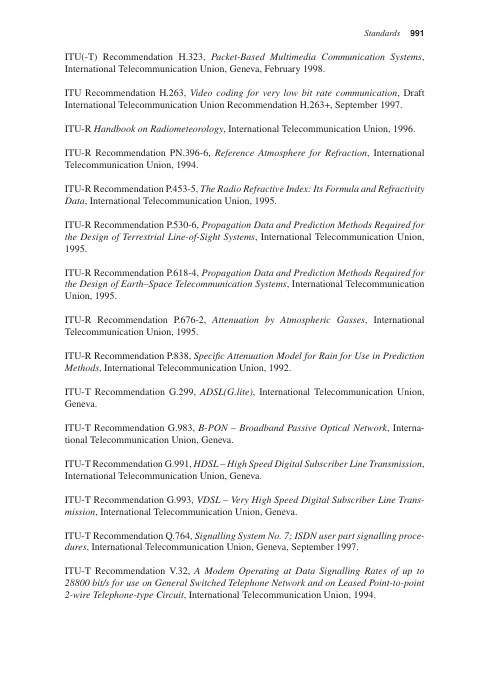 Standards 991
ITU(-T) Recommendation H.323, Packet-Based Multimedia Communication Systems,
International Telecommunication Union, Geneva, February 1998.
ITU Recommendation H.263, Video coding for very low bit rate communication, Draft
International Telecommunication Union Recommendation H.263+, September 1997.
ITU-R Handbook on Radiometeorology, International Telecommunication Union, 1996.
ITU-R Recommendation PN.396-6, Reference Atmosphere for Refraction, International
Telecommunication Union, 1994.
ITU-R Recommendation P.453-5, The Radio Refractive Index: Its Formula and Refractivity
Data, International Telecommunication Union, 1995.
ITU-R Recommendation P.530-6, Propagation Data and Prediction Methods Required for
the Design of Terrestrial Line-of-Sight Systems, International Telecommunication Union,
1995.
ITU-R Recommendation P.618-4, Propagation Data and Prediction Methods Required for
the Design of Earth–Space Telecommunication Systems, International Telecommunication
Union, 1995.
ITU-R Recommendation P.676-2, Attenuation by Atmospheric Gasses, International
Telecommunication Union, 1995.
ITU-R Recommendation P.838, Specific Attenuation Model for Rain for Use in Prediction
Methods, International Telecommunication Union, 1992.
ITU-T Recommendation G.299, ADSL(G.lite), International Telecommunication Union,
Geneva.
ITU-T Recommendation G.983, B-PON – Broadband Passive Optical Network, Interna-
tional Telecommunication Union, Geneva.
ITU-T Recommendation G.991, HDSL – High Speed Digital Subscriber Line Transmission,
International Telecommunication Union, Geneva.
ITU-T Recommendation G.993, VDSL – Very High Speed Digital Subscriber Line Trans-
mission, International Telecommunication Union, Geneva.
ITU-T Recommendation Q.764, Signalling System No. 7; ISDN user part signalling proce-
dures, International Telecommunication Union, Geneva, September 1997.
ITU-T Recommendation V.32, A Modem Operating at Data Signalling Rates of up to
28800 bit/s for use on General Switched Telephone Network and on Leased Point-to-point
2-wire Telephone-type Circuit, International Telecommunication Union, 1994.